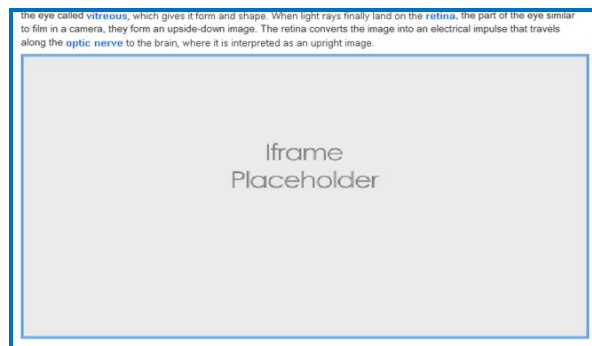 the eye called vitreous, which gives it form and shape. When light rays finally land on the retina, the part of the eye similar
to film in a camera, they form an upside-down image. The retina converts the image into an electrical impulse that travels
along the optic nerve to the brain, where it is interpreted as an upright image.
Iframe
Placeholder